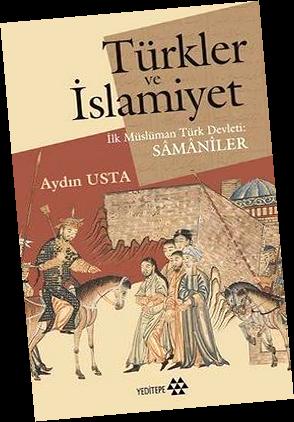 Türkler
ve
İslamiyet
İlk Müslüman Türk Devleti:
SÂMÂNİLER
Aydın USTA
YEDİTEPE